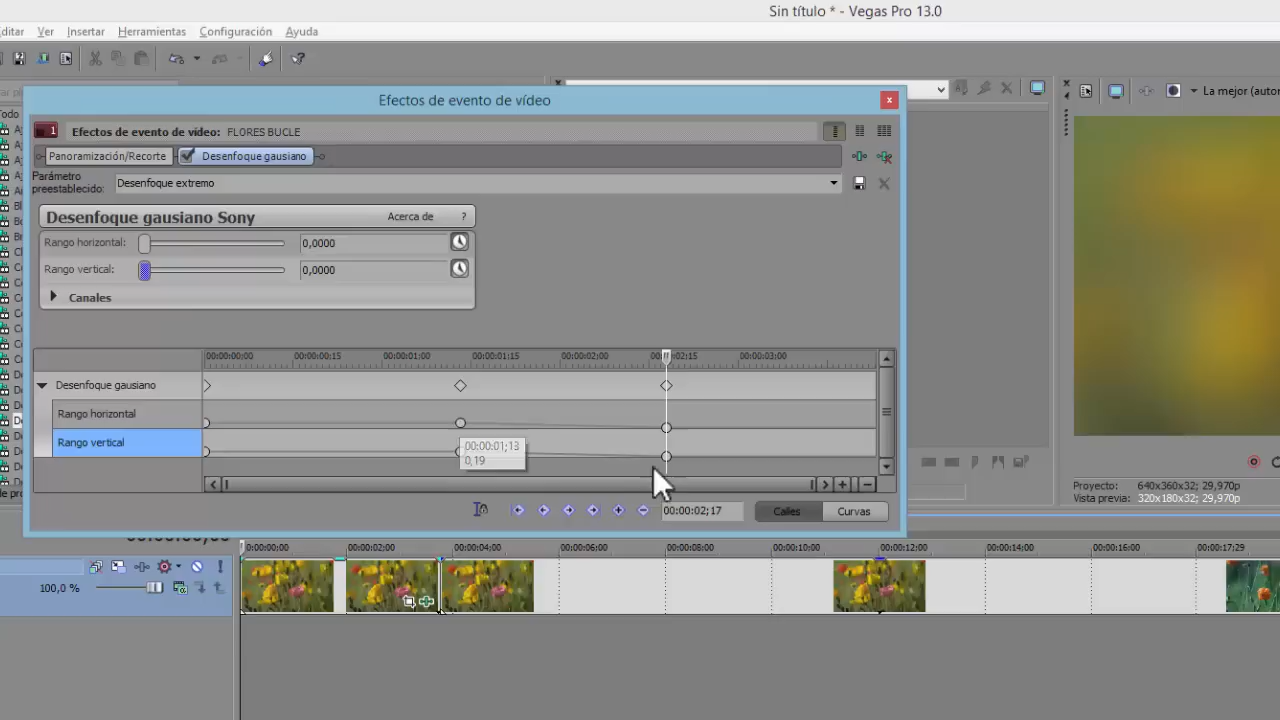 Sin título * - Vegas Pro 13.0
ditar Ver Insertar Herramientas Configuración Ayuda
Efectos de evento de vídeo
x
La mejor (auto
Todo
1 Efectos de evento de vídeo: FLORES BUCLE
Panoramización/Recorte Desenfoque gausiano
Parámetro
preestablecido: Desenfoque extremo
Desenfoque gausiano Sony Acerca de ?
Rango horizontal: 0,0000
Rango vertical: 0,0000
Canales
00:00:00;00 00:00:00;15 00:00:01;00 00:00:01;15 00:00:02;00 00:00:02;15 00:00:03;00
Desenfoque gausiano
Rango horizontal
Rango vertical
00:00:01;13
0,19
00:00:02;17 Calles Curvas
Proyecto: 640x360x32; 29,970p
Vista previa: 320x180x32; 29,970p
0:00:00;00 00:00:02;00 00:00:04;00 00:00:06;00 00:00:08;00 00:00:10;00 00:00:12;00 00:00:14;00 00:00:16;00 00:00:17;29
100,0 %